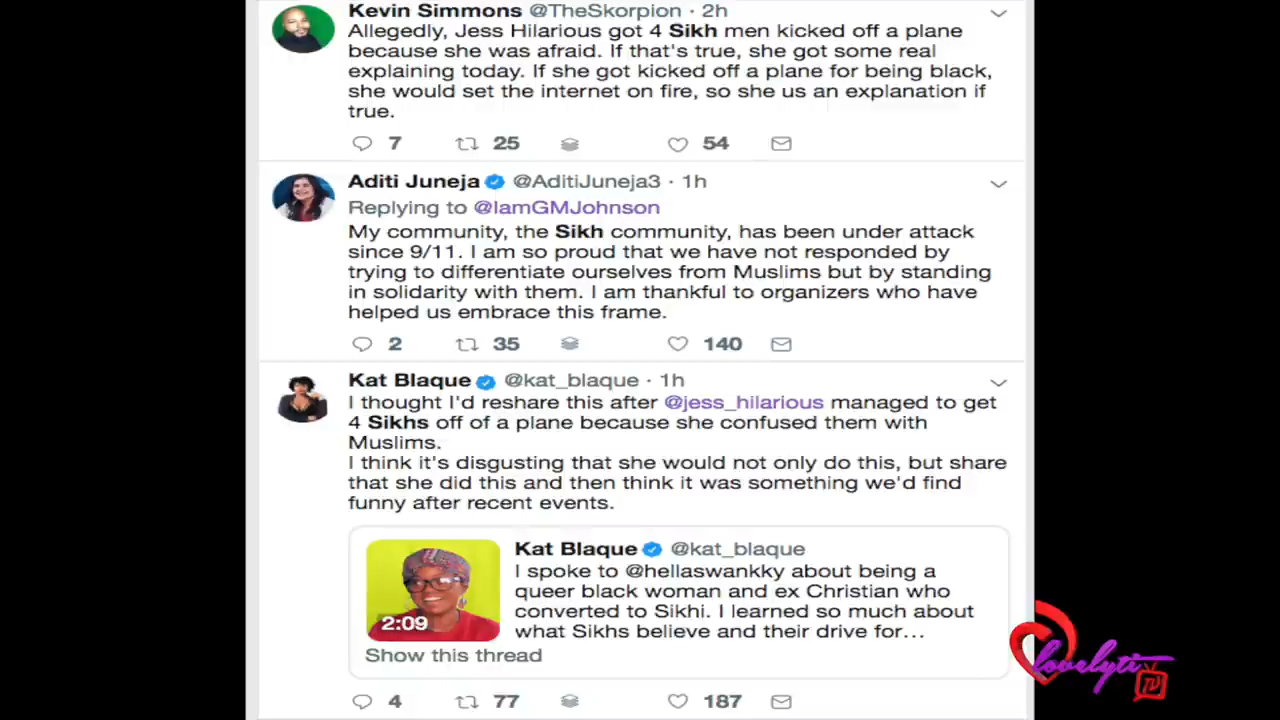 Kevin Simmons @TheSkorpion · 2h
Allegedly, Jess Hilarious got 4 Sikh men kicked off a plane
because she was afraid. If that's true, she got some real
explaining today. If she got kicked off a plane for being black,
she would set the internet on fire, so she us an explanation if
true.
7 25 54
Aditi Juneja @AditiJuneja3 · 1h
Replying to @IamGMJohnson
My community, the Sikh community, has been under attack
since 9/11. I am so proud that we have not responded by
trying to differentiate ourselves from Muslims but by standing
in solidarity with them. I am thankful to organizers who have
helped us embrace this frame.
2 35 140
Kat Blaque @kat_blaque · 1h
I thought I'd reshare this after @jess_hilarious managed to get
4 Sikhs off of a plane because she confused them with
Muslims.
I think it's disgusting that she would not only do this, but share
that she did this and then think it was something we'd find
funny after recent events.
Kat Blaque @kat_blaque
I spoke to @hellaswankky about being a
queer black woman and ex Christian who
converted to Sikhi. I learned so much about
what Sikhs believe and their drive for...
2:09
Show this thread
4 77 187
lovelyti
TV